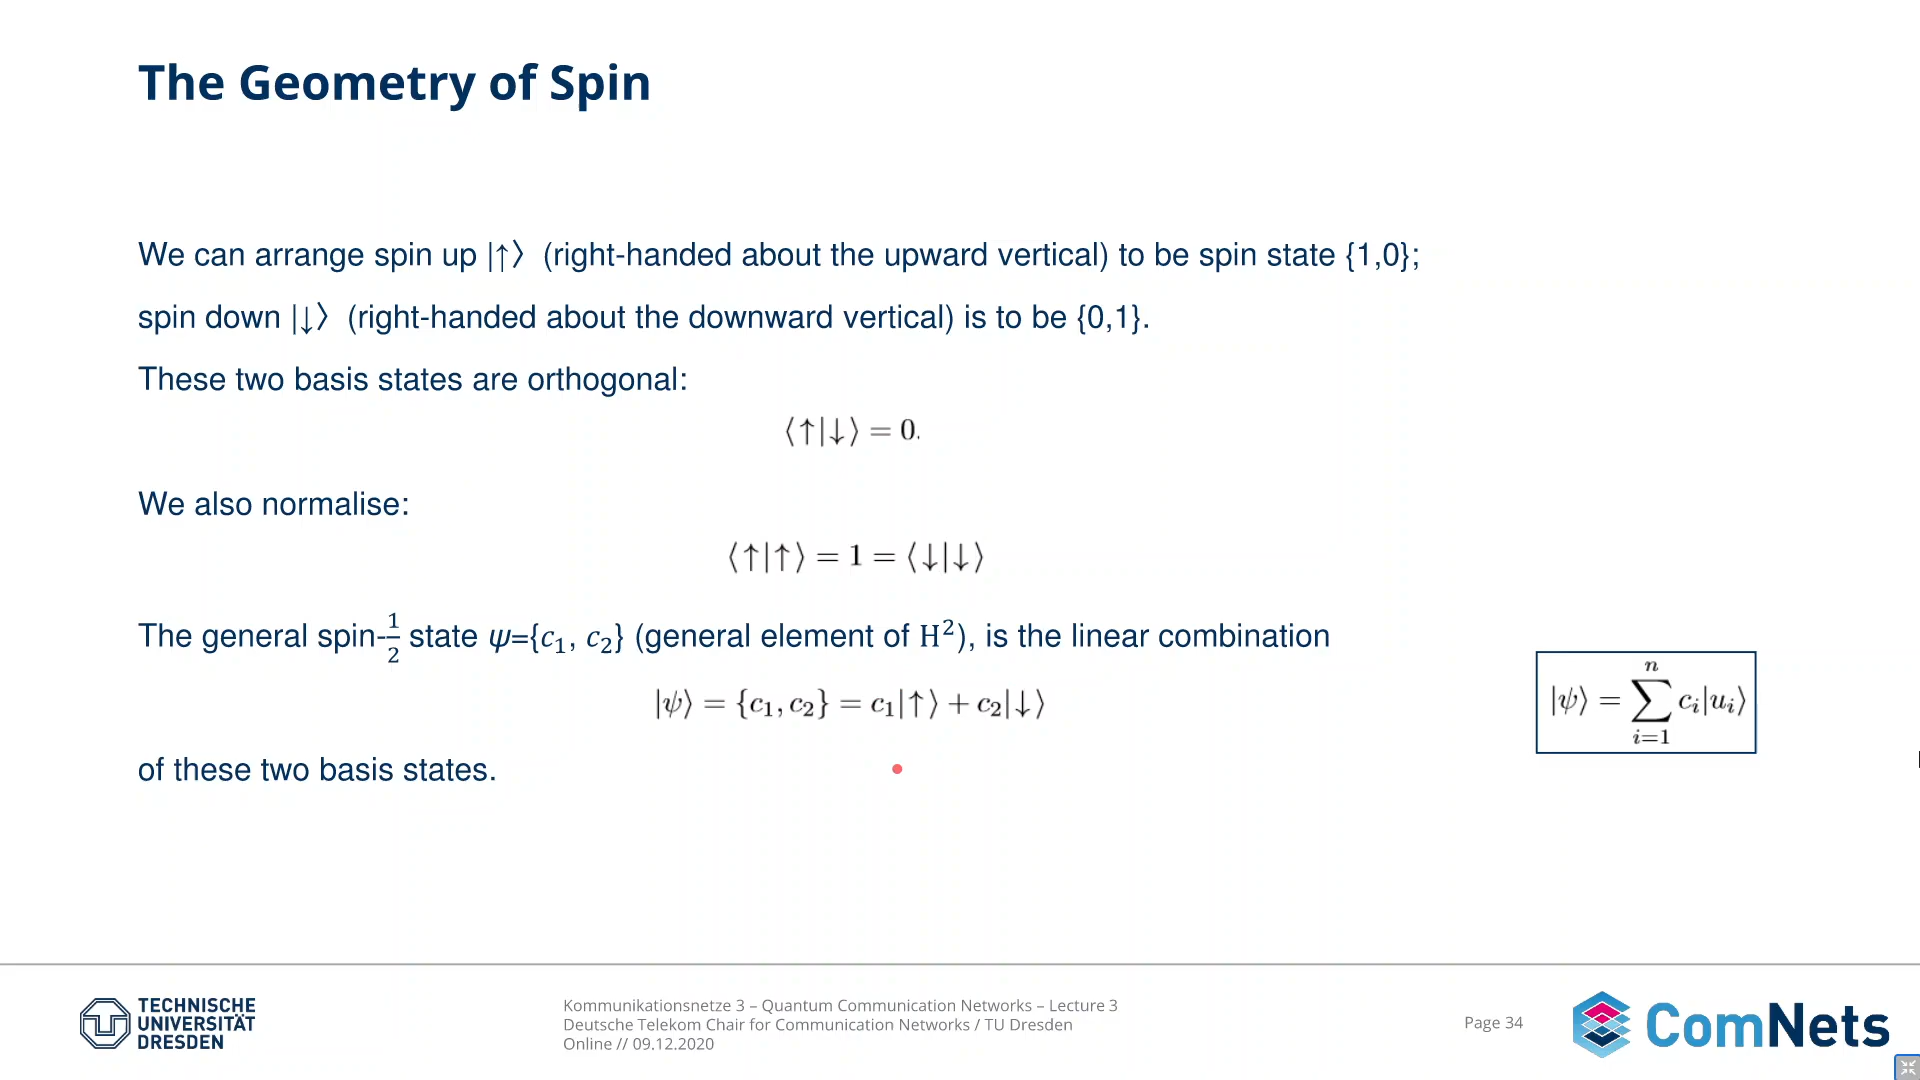 The Geometry of Spin
We can arrange spin up |↑〉 (right-handed about the upward vertical) to be spin state {1,0};
spin down |↓〉 (right-handed about the downward vertical) is to be {0,1}.
These two basis states are orthogonal:
⟨↑|↓⟩ = 0.
We also normalise:
⟨↑|↑⟩ = 1 = ⟨↓|↓⟩
The general spin-1/2 state ψ={c₁, c₂} (general element of H²), is the linear combination
|ψ⟩ = {c₁, c₂} = c₁|↑⟩ + c₂|↓⟩
|ψ⟩ = ∑ᵢ₌₁ⁿ cᵢ|uᵢ⟩
of these two basis states.
TECHNISCHE
UNIVERSITÄT
DRESDEN
Kommunikationsnetze 3 – Quantum Communication Networks – Lecture 3
Deutsche Telekom Chair for Communication Networks / TU Dresden
Online // 09.12.2020
Page 34
ComNets